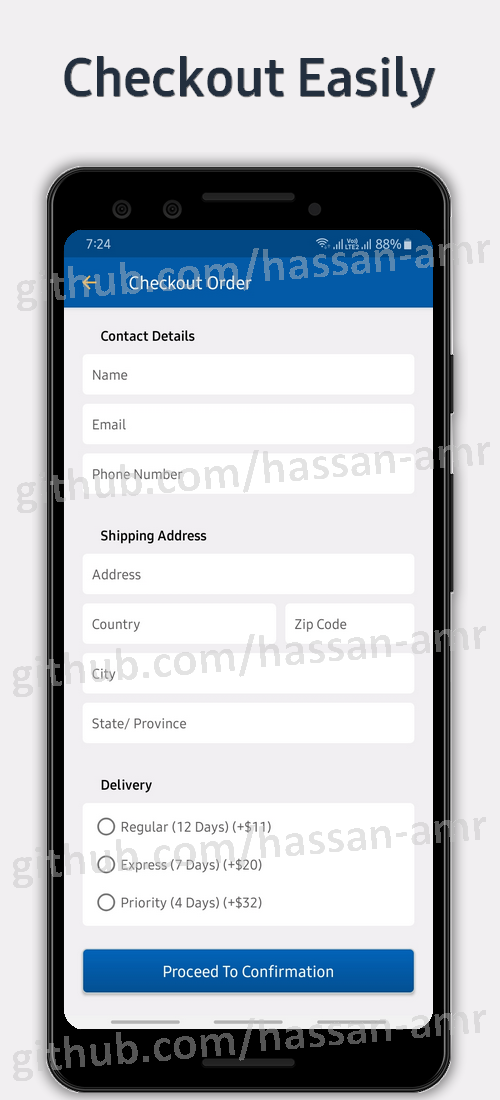 Checkout Easily
7:24 Vo) LTE2 88%
github.com/hassan-amr
Checkout Order
Contact Details
Name
Email
github.com/hassan-amr
Phone Number
Shipping Address
Address
Country Zip Code
github.com/hassan-amr
City
State/ Province
Delivery
Regular (12 Days) (+$11)
github.com/hassan-amr
Express (7 Days) (+$20)
Priority (4 Days) (+$32)
Proceed To Confirmation
github.com/hassan-amr